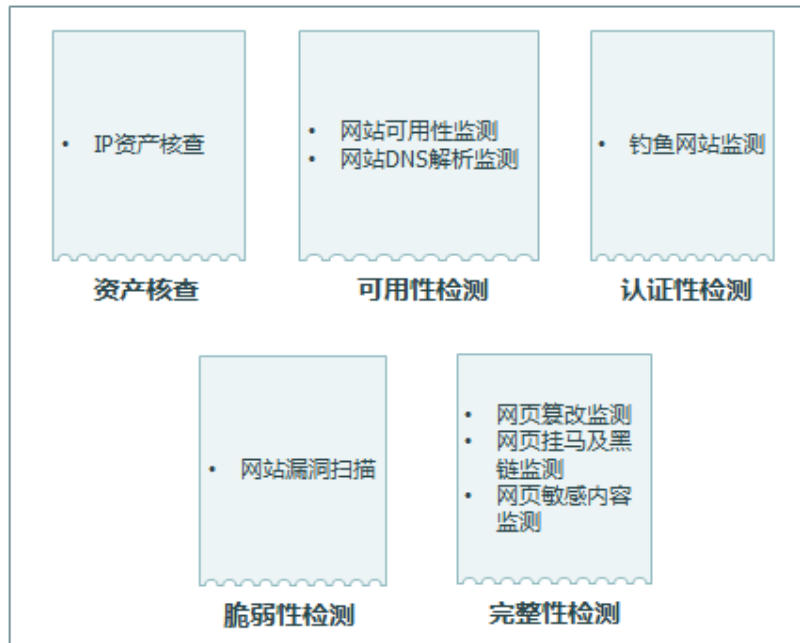 • IP资产核查
• 网站可用性监测
• 网站DNS解析监测
• 钓鱼网站监测
资产核查
可用性检测
认证性检测
• 网站漏洞扫描
• 网页篡改监测
• 网页挂马及黑
链监测
• 网页敏感内容
监测
脆弱性检测
完整性检测